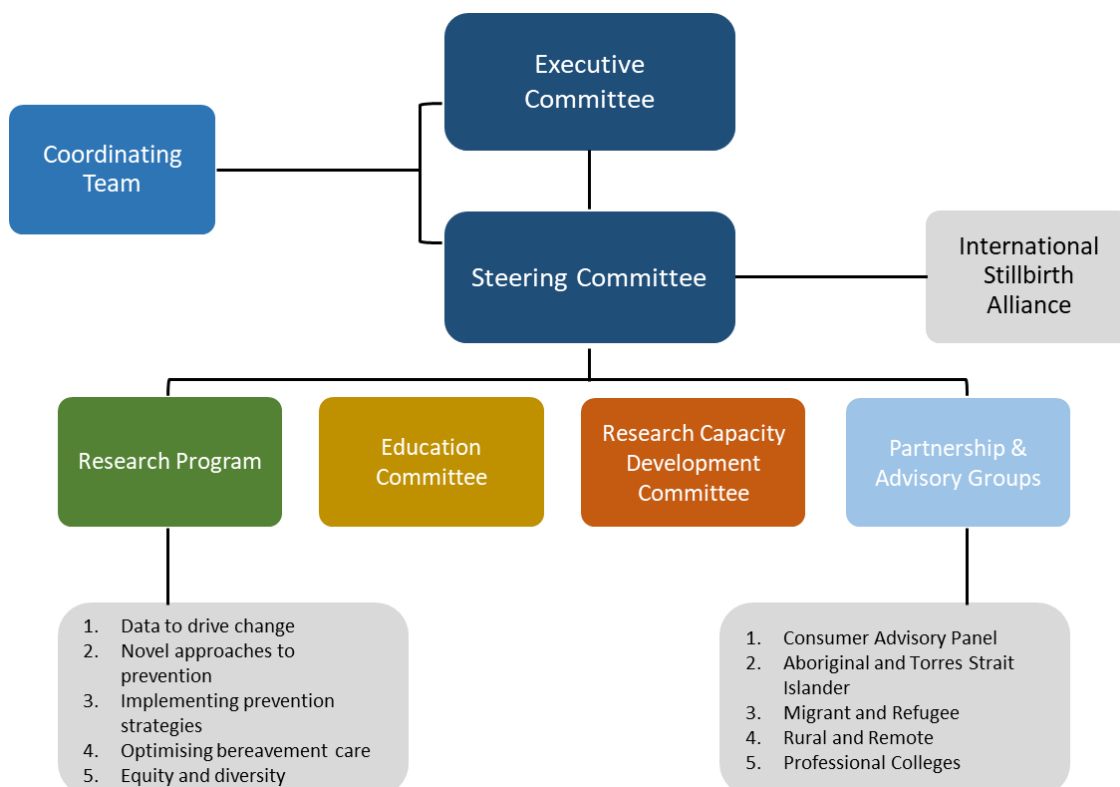 Executive
Committee
Coordinating
Team
Steering Committee
International
Stillbirth
Alliance
Research Program
Education
Committee
Research Capacity
Development
Committee
Partnership &
Advisory Groups
1. Data to drive change
2. Novel approaches to
prevention
3. Implementing prevention
strategies
4. Optimising bereavement care
5. Equity and diversity
1. Consumer Advisory Panel
2. Aboriginal and Torres Strait
Islander
3. Migrant and Refugee
4. Rural and Remote
5. Professional Colleges